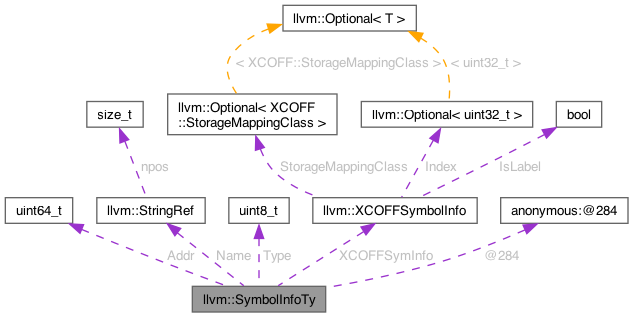 llvm::Optional< T >
< XCOFF::StorageMappingClass >
< uint32_t >
size_t
llvm::Optional< XCOFF
::StorageMappingClass >
llvm::Optional< uint32_t >
bool
npos
StorageMappingClass
Index
IsLabel
uint64_t
llvm::StringRef
uint8_t
llvm::XCOFFSymbolInfo
anonymous:@284
Addr
Name
Type
XCOFFSymInfo
@284
llvm::SymbolInfoTy